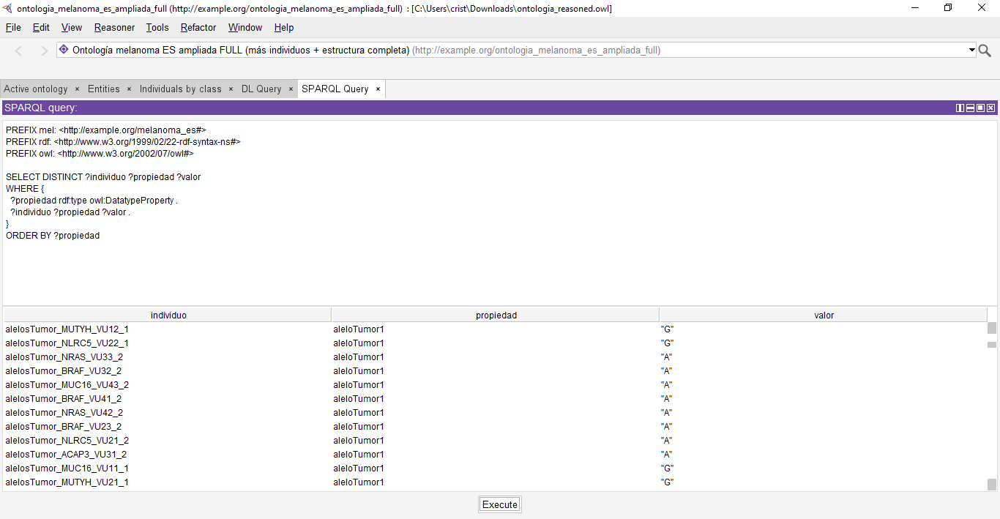 ontologia_melanoma_es_ampliada_full (http://example.org/ontologia_melanoma_es_ampliada_full) : [C:\Users\crist\Downloads\ontologia_reasoned.owl]
File Edit View Reasoner Tools Refactor Window Help
Ontología melanoma ES ampliada FULL (más individuos + estructura completa) (http://example.org/ontologia_melanoma_es_ampliada_full)
Active ontology × Entities × Individuals by class × DL Query × SPARQL Query ×
SPARQL query:
PREFIX mel: <http://example.org/melanoma_es#>
PREFIX rdf: <http://www.w3.org/1999/02/22-rdf-syntax-ns#>
PREFIX owl: <http://www.w3.org/2002/07/owl#>
SELECT DISTINCT ?individuo ?propiedad ?valor
WHERE {
?propiedad rdf:type owl:DatatypeProperty .
?individuo ?propiedad ?valor .
}
ORDER BY ?propiedad
individuo propiedad valor
alelosTumor_MUTYH_VU12_1 aleloTumor1 "G"
alelosTumor_NLRC5_VU22_1 aleloTumor1 "G"
alelosTumor_NRAS_VU33_2 aleloTumor1 "A"
alelosTumor_BRAF_VU32_2 aleloTumor1 "A"
alelosTumor_MUC16_VU43_2 aleloTumor1 "A"
alelosTumor_BRAF_VU41_2 aleloTumor1 "A"
alelosTumor_NRAS_VU42_2 aleloTumor1 "A"
alelosTumor_BRAF_VU23_2 aleloTumor1 "A"
alelosTumor_NLRC5_VU21_2 aleloTumor1 "A"
alelosTumor_ACAP3_VU31_2 aleloTumor1 "A"
alelosTumor_MUC16_VU11_1 aleloTumor1 "G"
alelosTumor_MUTYH_VU21_1 aleloTumor1 "G"
Execute